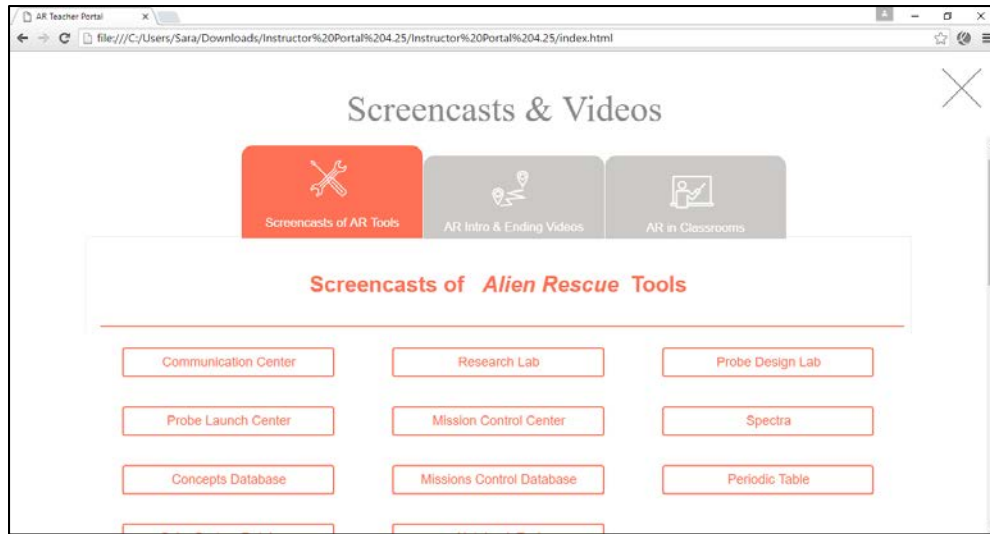 AR Teacher Portal
file:///C:/Users/Sara/Downloads/Instructor%20Portal%204.25/Instructor%20Portal%204.25/index.html
Screencasts & Videos
Screencasts of AR Tools
AR Intro & Ending Videos
AR in Classrooms
Screencasts of Alien Rescue Tools
Communication Center
Research Lab
Probe Design Lab
Probe Launch Center
Mission Control Center
Spectra
Concepts Database
Missions Control Database
Periodic Table